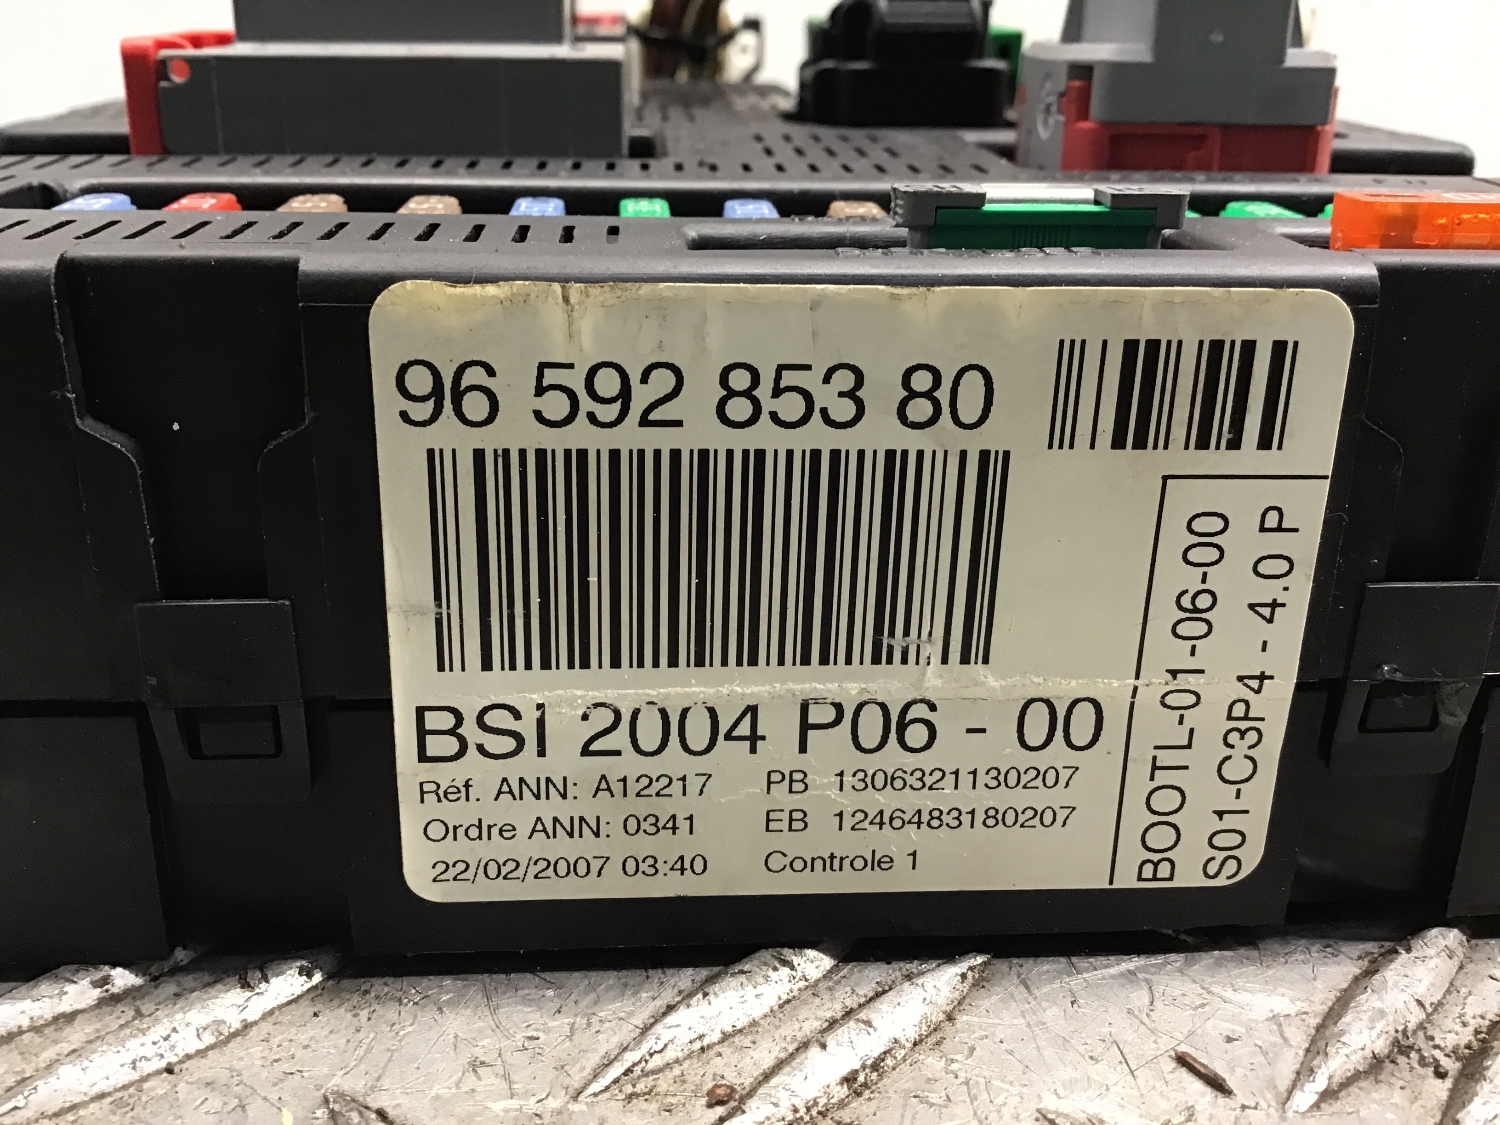 96 592 853 80
BSI 2004 P06 - 00
Réf. ANN: A12217 PB 1306321130207
Ordre ANN: 0341 EB 1246483180207
22/02/2007 03:40 Controle 1
BOOTL-01-06-00
S01-C3P4 - 4.0 P